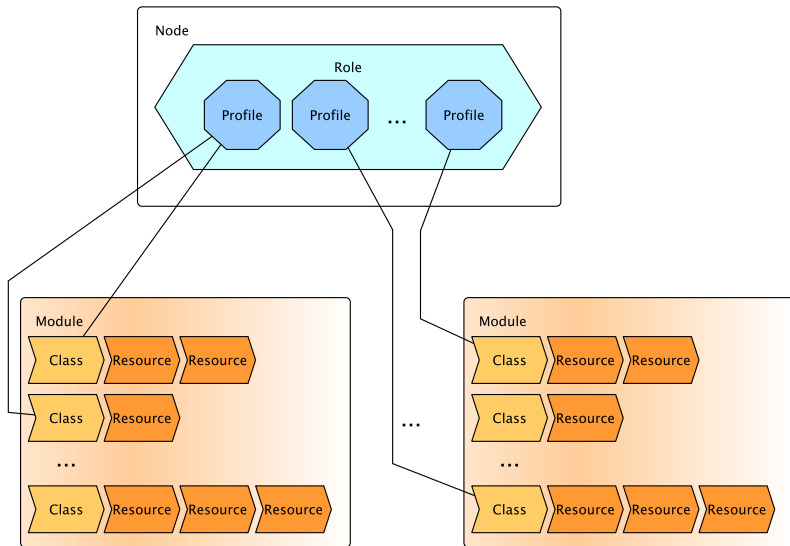 Node
Role
Profile Profile ... Profile
Module
Class Resource Resource
Class Resource
...
Class Resource Resource Resource
...
Module
Class Resource Resource
Class Resource
...
Class Resource Resource Resource